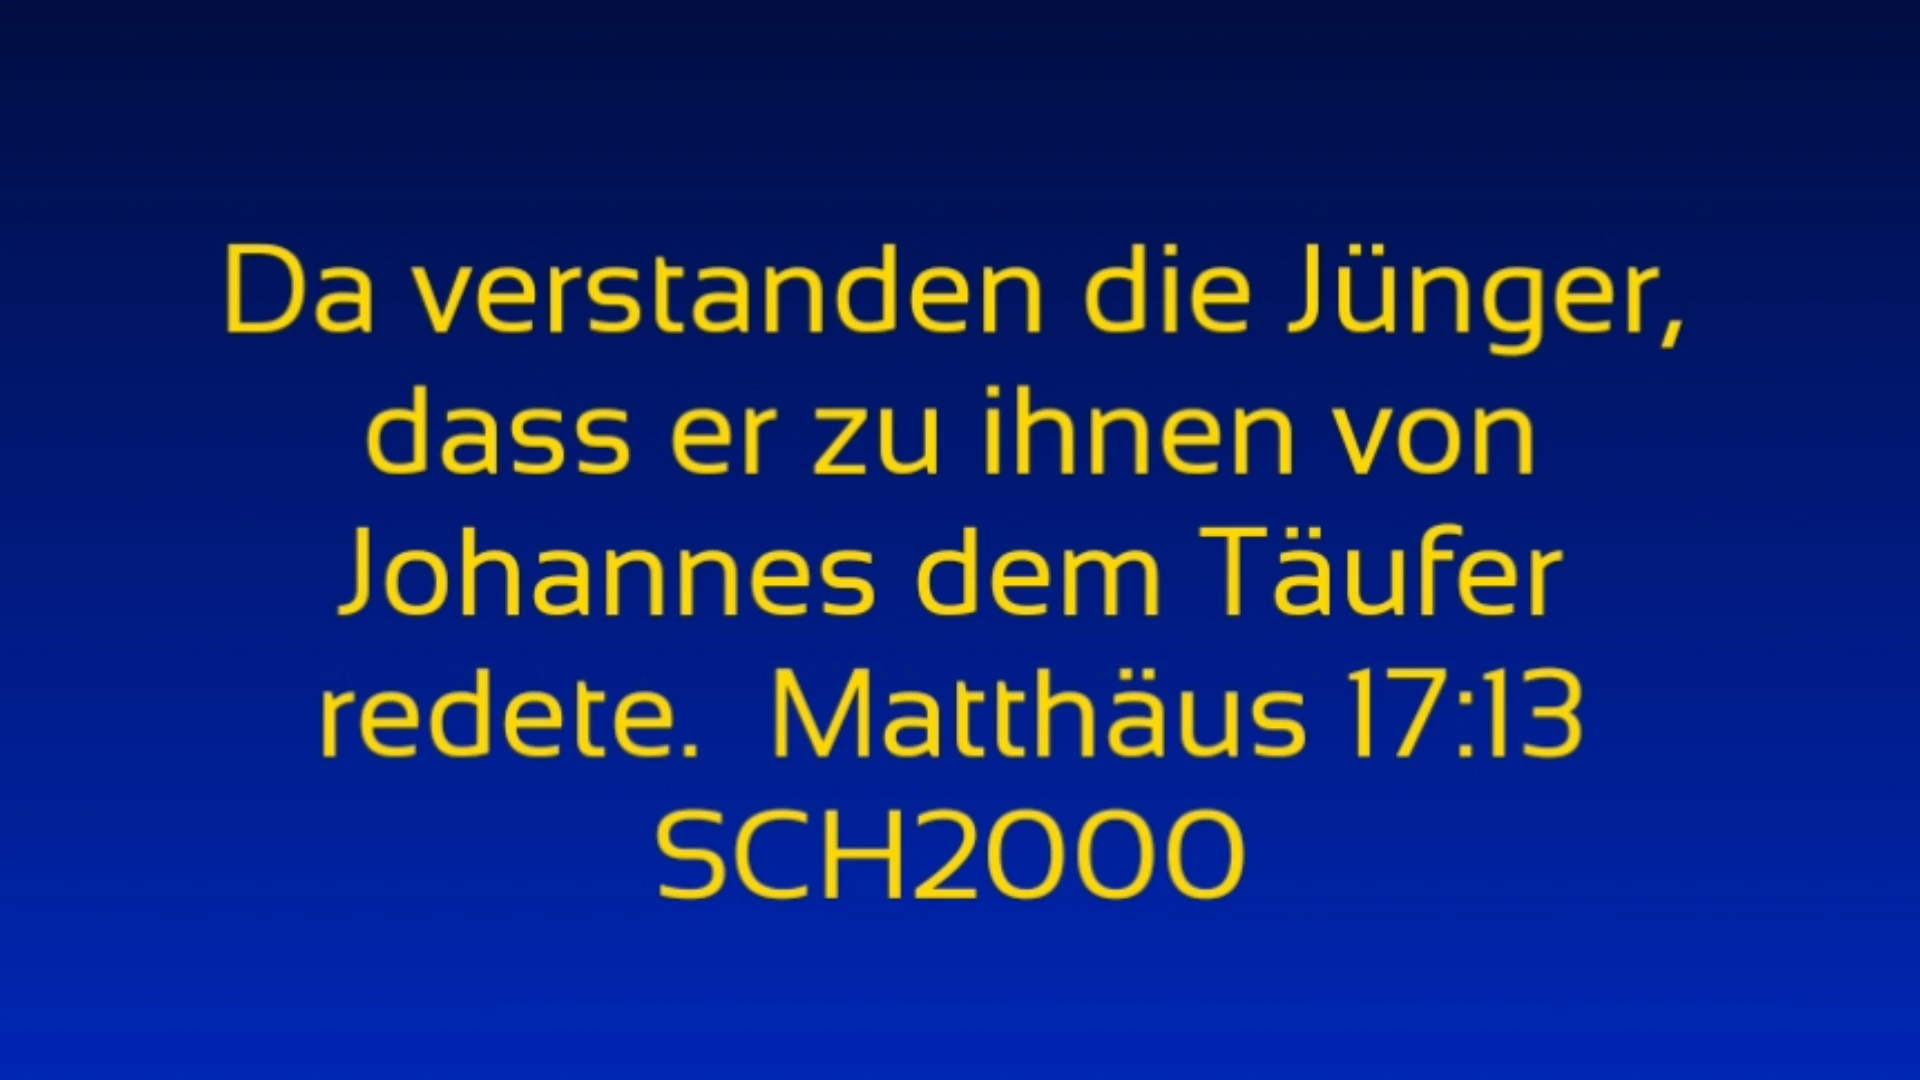 Da verstanden die Jünger,
dass er zu ihnen von
Johannes dem Täufer
redete.  Matthäus 17:13
SCH2000